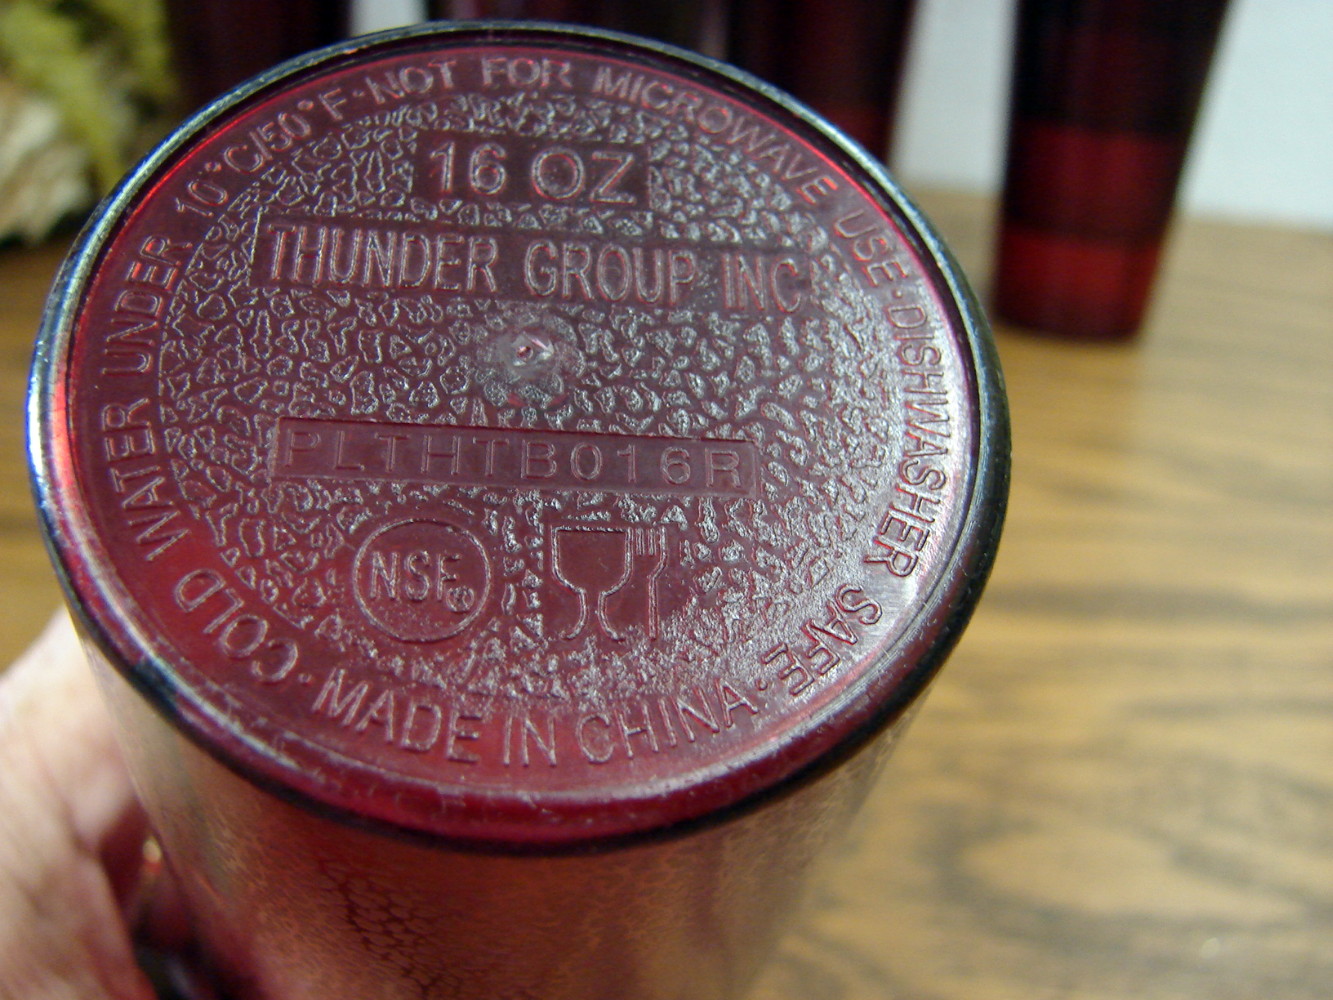 COLD WATER UNDER 10°C/50°F·NOT FOR MICROWAVE USE·DISHWASHER SAFE·MADE IN CHINA·
16 OZ
THUNDER GROUP INC
PLTHTB016R
NSF®